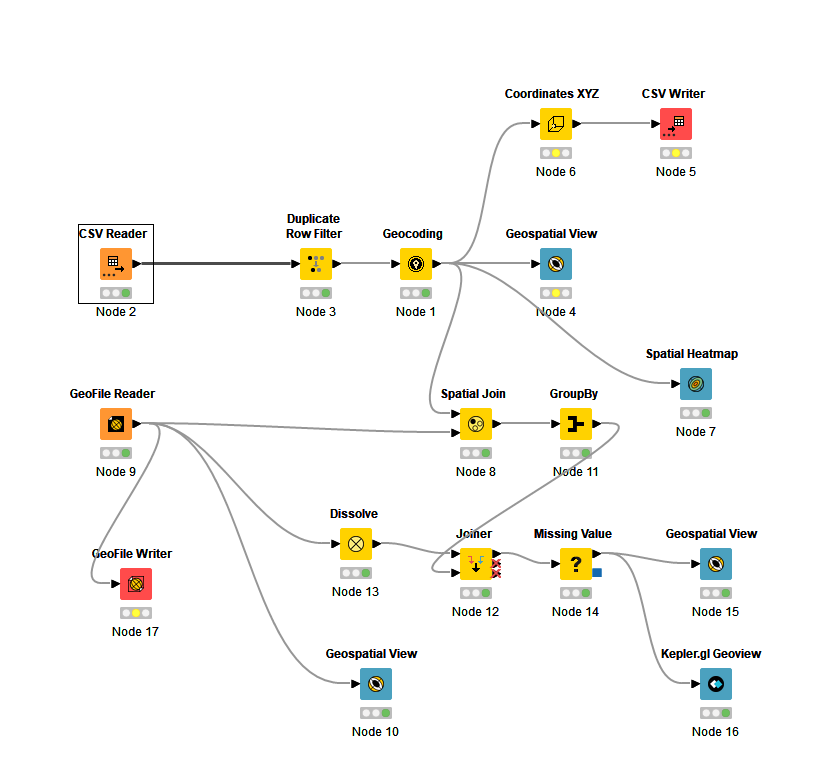 Coordinates XYZ
CSV Writer
Node 6
Node 5
CSV Reader
Duplicate
Row Filter
Geocoding
Geospatial View
Node 2
Node 3
Node 1
Node 4
Spatial Heatmap
Node 7
GeoFile Reader
Spatial Join
GroupBy
Node 9
Node 8
Node 11
Dissolve
Joiner
Missing Value
Geospatial View
?
Node 13
Node 12
Node 14
Node 15
GeoFile Writer
Node 17
Geospatial View
Kepler.gl Geoview
Node 10
Node 16